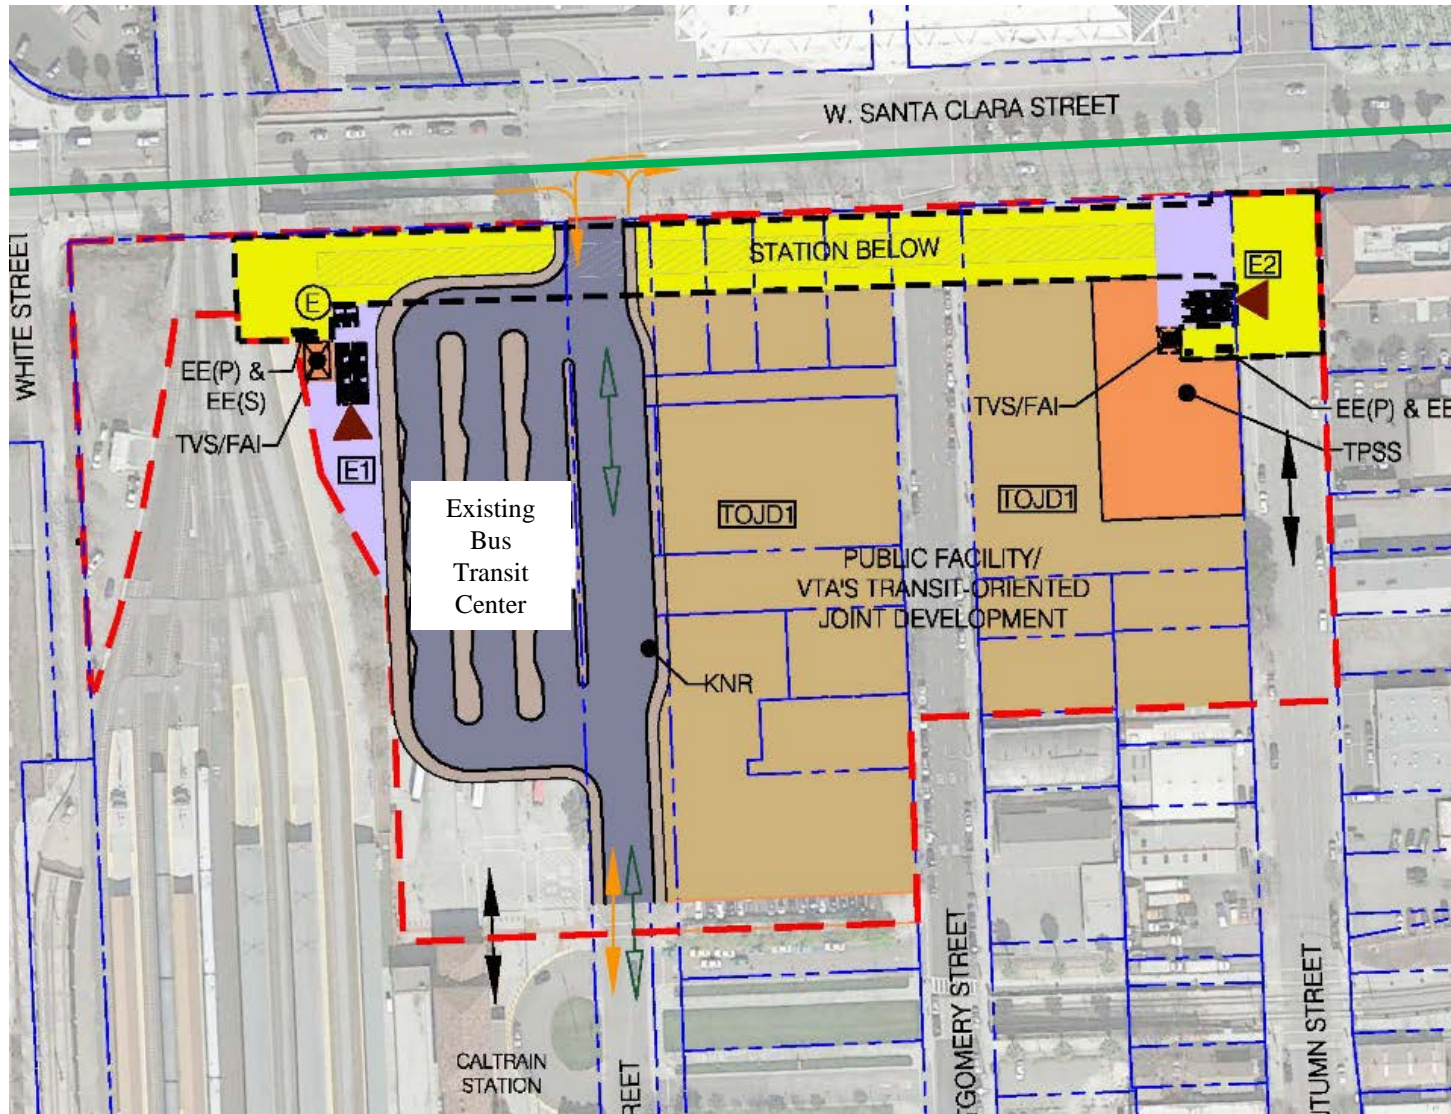 W. SANTA CLARA STREET
WHITE STREET
STATION BELOW
E
E2
EE(P) &
EE(S)
TVS/FAI
E1
TVS/FAI
EE(P) & EE
TPSS
Existing
Bus
Transit
Center
TOJD1
TOJD1
PUBLIC FACILITY/
VTA'S TRANSIT-ORIENTED
JOINT DEVELOPMENT
KNR
CALTRAIN
STATION
REET
TGOMERY STREET
TUMN STREET